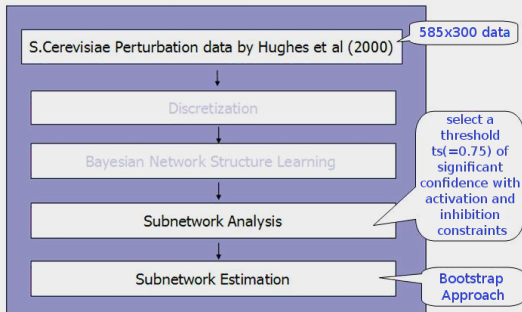 S.Cerevisiae Perturbation data by Hughes et al (2000)
585x300 data
Discretization
Bayesian Network Structure Learning
Subnetwork Analysis
select a
threshold
ts(=0.75) of
significant
confidence with
activation and
inhibition
constraints
Subnetwork Estimation
Bootstrap
Approach